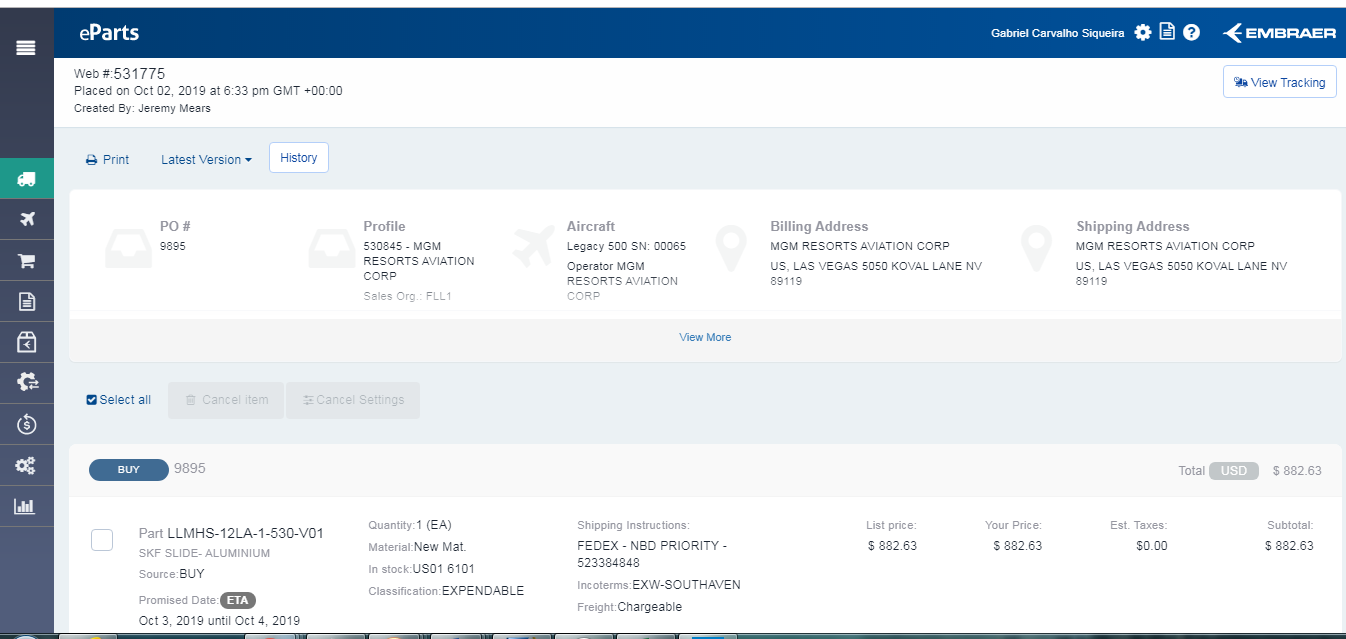 eParts
Gabriel Carvalho Siqueira
EMBRAER
Web #:531775
Placed on Oct 02, 2019 at 6:33 pm GMT +00:00
Created By: Jeremy Mears
View Tracking
Print
Latest Version
History
PO #
9895
Profile
530845 - MGM
RESORTS AVIATION
CORP
Sales Org.: FLL1
Aircraft
Legacy 500 SN: 00065
Operator MGM
RESORTS AVIATION
CORP
Billing Address
MGM RESORTS AVIATION CORP
US, LAS VEGAS 5050 KOVAL LANE NV
89119
Shipping Address
MGM RESORTS AVIATION CORP
US, LAS VEGAS 5050 KOVAL LANE NV
89119
View More
Select all
Cancel item
Cancel Settings
BUY 9895
Total USD $ 882.63
Part LLMHS-12LA-1-530-V01
SKF SLIDE- ALUMINIUM
Source:BUY
Promised Date: ETA
Oct 3, 2019 until Oct 4, 2019
Quantity:1 (EA)
Material:New Mat.
In stock:US01 6101
Classification:EXPENDABLE
Shipping Instructions:
FEDEX - NBD PRIORITY -
523384848
Incoterms:EXW-SOUTHAVEN
Freight:Chargeable
List price:
$ 882.63
Your Price:
$ 882.63
Est. Taxes:
$0.00
Subtotal:
$ 882.63